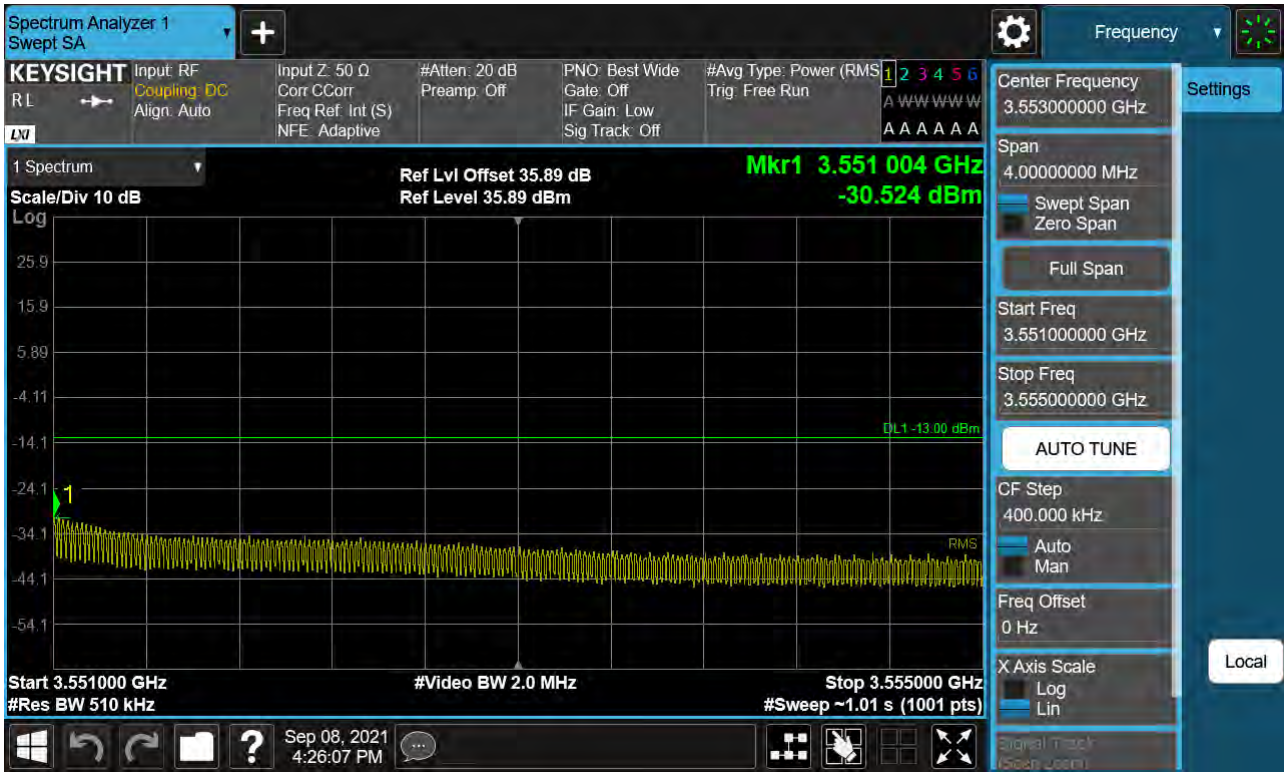 Spectrum Analyzer 1
Swept SA
+
Frequency
KEYSIGHT
RL
LXI
Input: RF
Coupling: DC
Align: Auto
Input Z: 50 Ω
Corr CCorr
Freq Ref: Int (S)
NFE: Adaptive
#Atten: 20 dB
Preamp: Off
PNO: Best Wide
Gate: Off
IF Gain: Low
Sig Track: Off
#Avg Type: Power (RMS
Trig: Free Run
1 2 3 4 5 6
A W W W W W
A A A A A A
1 Spectrum
Scale/Div 10 dB
Log
Ref Lvl Offset 35.89 dB
Ref Level 35.89 dBm
Mkr1 3.551 004 GHz
-30.524 dBm
25.9
15.9
5.89
-4.11
-14.1
-24.1
-34.1
-44.1
-54.1
DL1 -13.00 dBm
1
RMS
Start 3.551000 GHz
#Res BW 510 kHz
#Video BW 2.0 MHz
Stop 3.555000 GHz
#Sweep ~1.01 s (1001 pts)
Center Frequency
3.553000000 GHz
Span
4.00000000 MHz
Swept Span
Zero Span
Full Span
Start Freq
3.551000000 GHz
Stop Freq
3.555000000 GHz
AUTO TUNE
CF Step
400.000 kHz
Auto
Man
Freq Offset
0 Hz
X Axis Scale
Log
Lin
Signal Track
(Span Zoom)
Settings
Local
?
Sep 08, 2021
4:26:07 PM